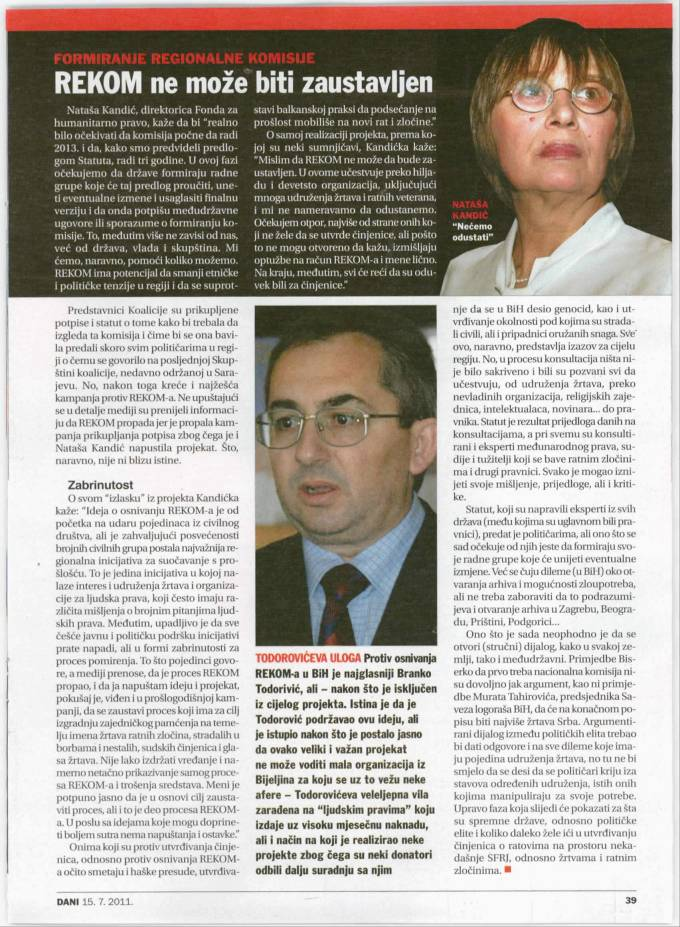 FORMIRANJE REGIONALNE KOMISIJE
REKOM ne može biti zaustavljen
Nataša Kandić, direktorica Fonda za
humanitarno pravo, kaže da bi “realno
bilo očekivati da komisija počne da radi
2013. i da, kako smo predvideli predlo-
gom Statuta, radi tri godine. U ovoj fazi
očekujemo da države formiraju radne
grupe koje će taj predlog proučiti, une-
ti eventualne izmene i usaglasiti finalnu
verziju i da onda potpišu međudržavne
ugovore ili sporazume o formiranju ko-
misije. To, međutim više ne zavisi od nas,
već od država, vlada i skupština. Mi
ćemo, naravno, pomoći koliko možemo.
REKOM ima potencijal da smanji etničke
i političke tenzije u regiji i da se suprot-
stavi balkanskoj praksi da podsećanje na
prošlost mobiliše na novi rat i zločine.”
O samoj realizaciji projekta, prema ko-
joj su neki sumnjičavi, Kandićka kaže:
“Mislim da REKOM ne može da bude za-
ustavljen. U ovome učestvuje preko hilja-
du i devetsto organizacija, uključujući
mnoga udruženja žrtava i ratnih veterana,
i mi ne nameravamo da odustanemo.
Očekujem otpor, najviše od strane onih ko-
ji ne žele da se utvrde činjenice, ali pošto
to ne mogu otvoreno da kažu, izmišljaju
optužbe na račun REKOM-a i mene lično.
Na kraju, međutim, svi će reći da su odu-
vek bili za činjenice.”
NATAŠA
KANDIĆ
“Nećemo
odustati”
Predstavnici Koalicije su prikupljene
potpise i statut o tome kako bi trebala da
izgleda ta komisija i čime bi se ona bavi-
la predali skoro svim političarima u regi-
ji o čemu se govorilo na posljednjoj Skup-
štini koalicije, nedavno održanoj u Sara-
jevu. No, nakon toga kreće i najžešća
kampanja protiv REKOM-a. Ne upuštajući
se u detalje mediji su prenijeli informaci-
ju da REKOM propada jer je propala kam-
panja prikupljanja potpisa zbog čega je i
Nataša Kandić napustila projekat. Što,
naravno, nije ni blizu istine.
Zabrinutost
O svom “izlasku” iz projekta Kandićka
kaže: “Ideja o osnivanju REKOM-a je od
početka na udaru pojedinaca iz civilnog
društva, ali je zahvaljujući posvećenosti
brojnih civilnih grupa postala najvažnija re-
gionalna inicijativa za suočavanje s pro-
šlošću. To je jedina inicijativa u kojoj nala-
ze interes i udruženja žrtava i organizaci-
je za ljudska prava, koji često imaju ra-
zličita mišljenja o brojnim pitanjima ljud-
skih prava. Međutim, upadljivo je da sve
češće javnu i političku podršku inicijativi
prate napadi, ali u formi zabrinutosti za
proces pomirenja. To što pojedinci govo-
re, a mediji prenose, da je proces REKOM
propao, i da ja napuštam ideju i projekat,
pokušaj je, viđen i u prošlogodišnjoj kam-
panji, da se zaustavi proces koji ima za cilj
izgradnju zajedničkog pamćenja na teme-
lju imena žrtava ratnih zločina, stradalih u
borbama i nestalih, sudskih činjenica i gla-
sa žrtava. Nije lako izdržati vređanje i na-
merno netačno prikazivanje samog proce-
sa REKOM-a i trošenja sredstava. Meni je
potpuno jasno da je u osnovi cilj zausta-
viti proces, ali i to je deo procesa REKOM-
a. U poslu sa idejama koje mogu doprine-
ti boljem sutra nema napuštanja i ostavke.”
Onima koji su protiv utvrđivanja činje-
nica, odnosno protiv osnivanja REKOM-
a očito smetaju i haške presude, utvrđiva-
TODOROVIĆEVA ULOGA Protiv osnivanja
REKOM-a u BiH je najglasniji Branko
Todorivić, ali – nakon što je isključen
iz cijelog projekta. Istina je da je
Todorović podržavao ovu ideju, ali
je istupio nakon što je postalo jasno
da ovako veliki i važan projekat
ne može voditi mala organizacija iz
Bijeljina za koju se uz to vežu neke
afere – Todorovićeva veleljepna vila
zarađena na “ljudskim pravima” koju
izdaje uz visoku mjesečnu naknadu,
ali i način na koji je realizirao neke
projekte zbog čega su neki donatori
odbili dalju suradnju sa njim
nje da se u BiH desio genocid, kao i ut-
vrđivanje okolnosti pod kojima su stradа-
li civili, ali i pripadnici oružanih snaga. Sve
ovo, naravno, predstavlja izazov za cijelu
regiju. No, u procesu konsultacija ništa ni-
je bilo sakriveno i bili su pozvani svi da
učestvuju, od udruženja žrtava, preko
nevladinih organizacija, religijskih zaje-
dnica, intelektualaca, novinara... do pra-
vnika. Statut je rezultat prijedloga danih na
konsultacijama, a pri svemu su konsulti-
rani i eksperti međunarodnog prava, su-
dije i tužitelji koji se bave ratnim zločini-
ma i drugi pravnici. Svako je mogao izni-
jeti svoje mišljenje, prijedloge, ali i kri-
tike.
Statut, koji su napravili eksperti iz svih
država (među kojima su uglavnom bili pra-
vnici), predat je političarima, ali ono što se
sad očekuje od njih jeste da formiraju svo-
je radne grupe koje će unijeti eventualne
izmjene. Već se čuju dileme (u BiH) oko ot-
varanja arhiva i mogućnosti zloupotreba,
ali ne treba zaboraviti da to podrazumi-
jeva i otvaranje arhiva u Zagrebu, Beogra-
du, Prištini, Podgorici...
Ono što je sada neophodno je da se
otvori (stručni) dijalog, kako u svakoj ze-
mlji, tako i međudržavni. Primjedbe Bis-
erko da prvo treba nacionalna komisija ni-
su dovoljno jak argument, kao ni primje-
dbe Murata Tahirovića, predsjednika Sa-
veza logoraša BiH, da će na konačnom po-
pisu biti najviše žrtava Srba. Argumenti-
rani dijalog između političkih elita trebao
bi dati odgovore i na sve dileme koje ima-
ju pojedina udruženja žrtava, no tu ne bi
smjelo da se desi da se političari kriju iza
stavova određenih udruženja, istih onih
kojima manipuliraju za svoje potrebe.
Upravo faza koja slijedi će pokazati za šta
su spremne države, odnosno političke
elite i koliko daleko žele ići u utvrđivanju
činjenica o ratovima na prostoru neka-
dašnje SFRJ, odnosno žrtvama i ratnim
zločinima.
DANI 15. 7. 2011.
39